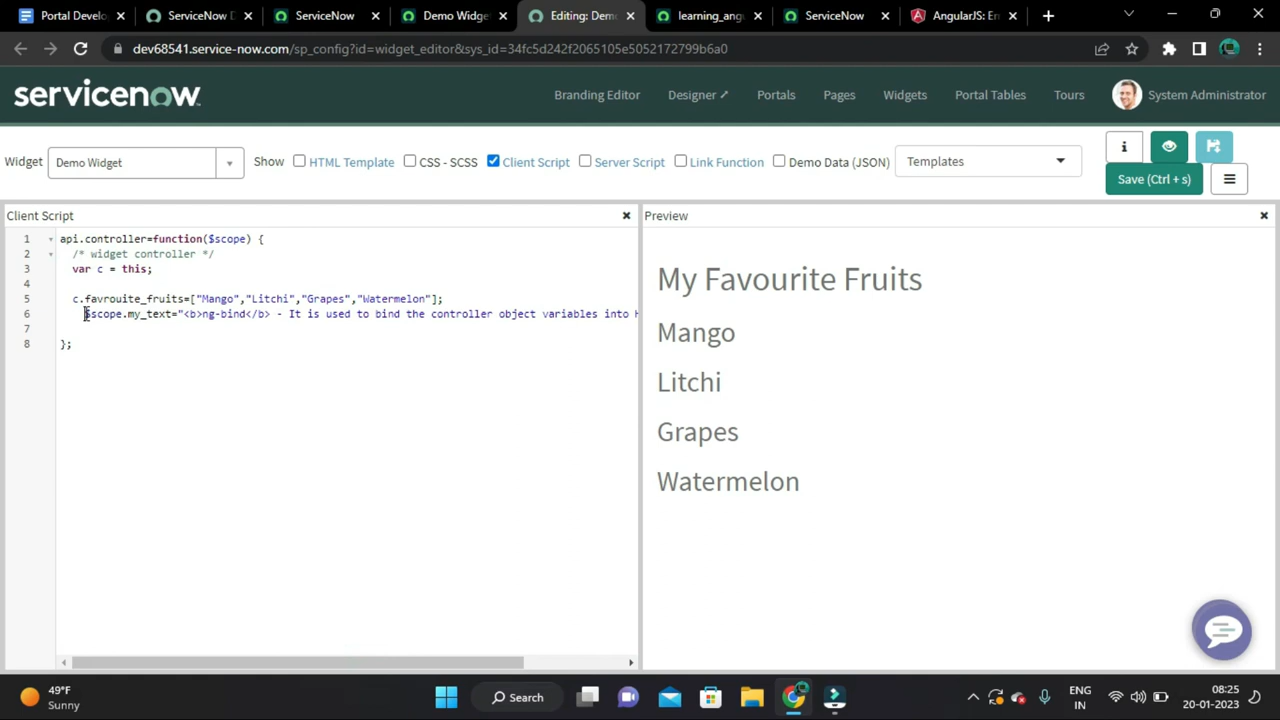 Portal Develo
ServiceNow D
ServiceNow
Demo Widge
Editing: Demo
learning_angu
ServiceNow
AngularJS: Er
dev68541.service-now.com/sp_config?id=widget_editor&sys_id=34fc5d242f2065105e5052172799b6a0
servicenow
Branding Editor
Designer
Portals
Pages
Widgets
Portal Tables
Tours
System Administrator
Widget
Demo Widget
Show
HTML Template
CSS - SCSS
Client Script
Server Script
Link Function
Demo Data (JSON)
Templates
Save (Ctrl + s)
Client Script
Preview
1 api.controller=function($scope) {
2 /* widget controller */
3 var c = this;
4
5 c.favrouite_fruits=["Mango","Litchi","Grapes","Watermelon"];
6 $scope.my_text="<b>ng-bind</b> - It is used to bind the controller object variables into H
7
8 };
My Favourite Fruits
Mango
Litchi
Grapes
Watermelon
49°F
Sunny
Search
ENG
IN
08:25
20-01-2023